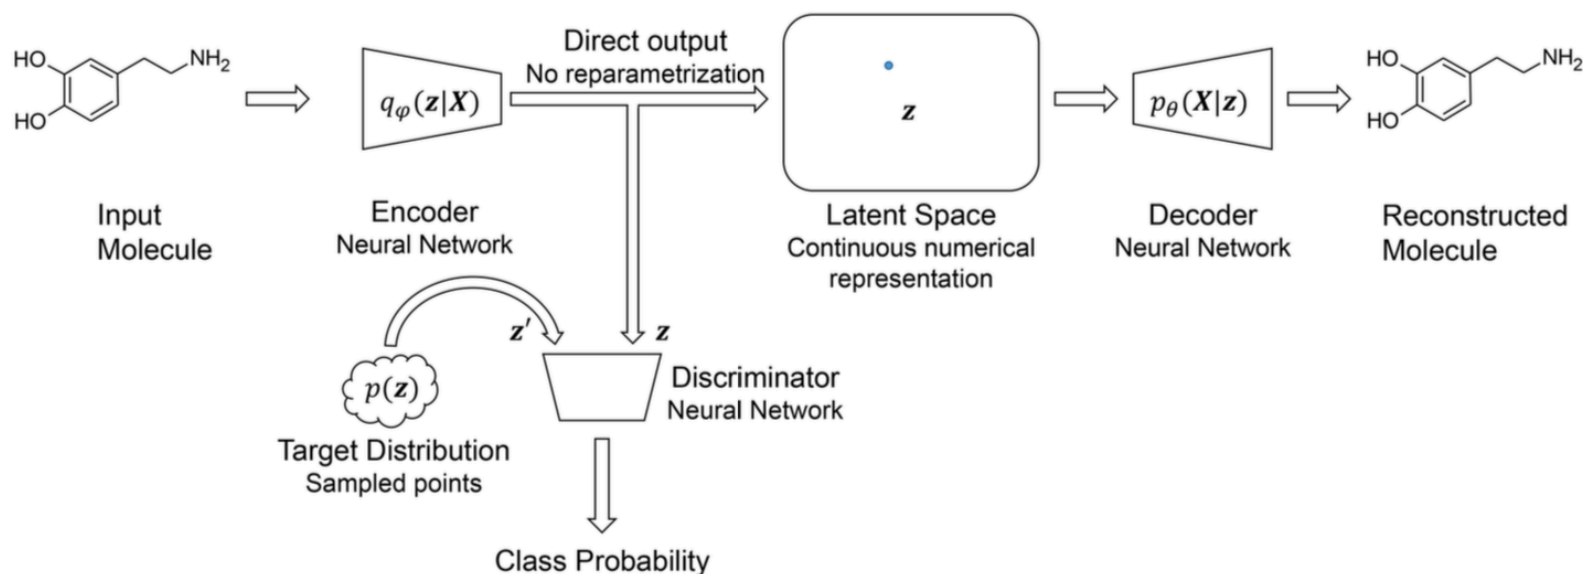 HO
HO
NH₂
qφ(z|X)
Direct output
No reparametrization
z
pθ(X|z)
HO
HO
NH₂
Input
Molecule
Encoder
Neural Network
Latent Space
Continuous numerical
representation
Decoder
Neural Network
Reconstructed
Molecule
z′
z
p(z)
Target Distribution
Sampled points
Discriminator
Neural Network
Class Probability